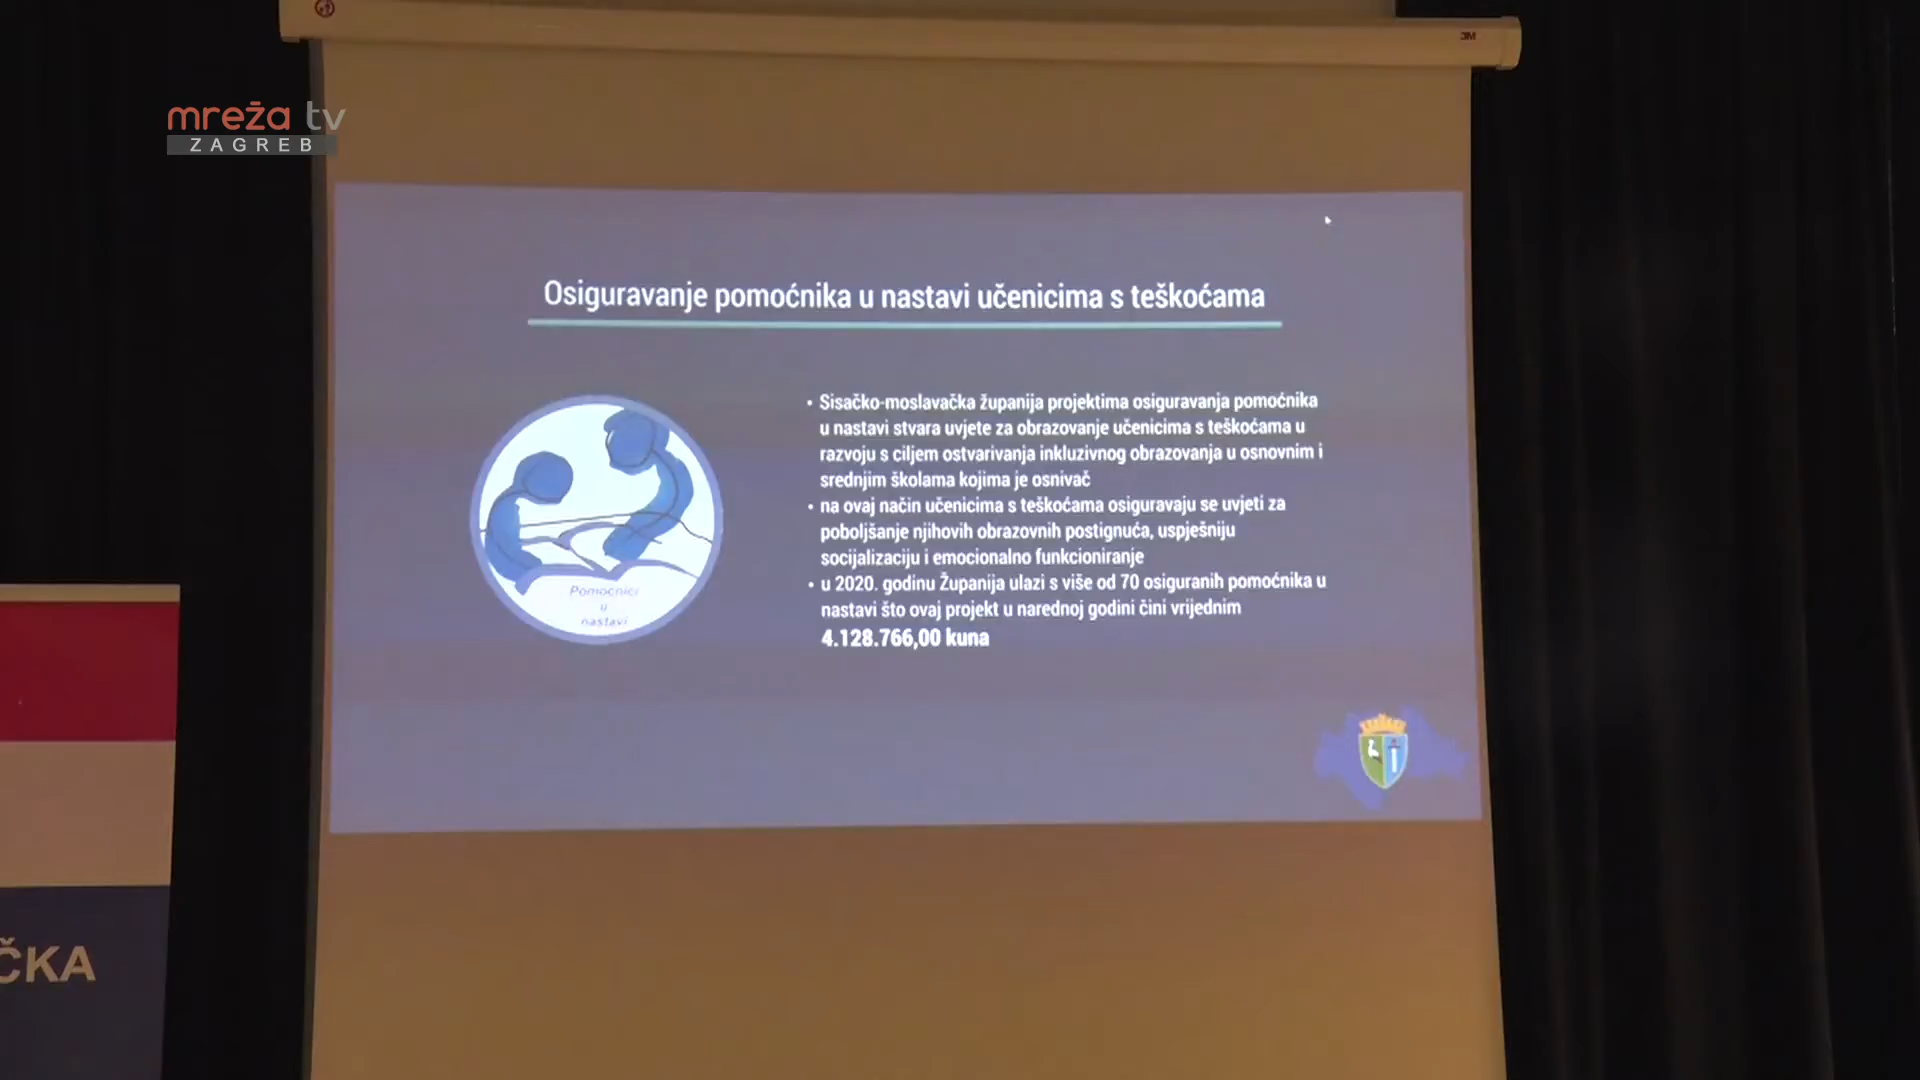 3M
mreža tv
ZAGREB
Osiguravanje pomoćnika u nastavi učenicima s teškoćama
• Sisačko-moslavačka županija projektima osiguravanja pomoćnika
u nastavi stvara uvjete za obrazovanje učenicima s teškoćama u
razvoju s ciljem ostvarivanja inkluzivnog obrazovanja u osnovnim i
srednjim školama kojima je osnivač
• na ovaj način učenicima s teškoćama osiguravaju se uvjeti za
poboljšanje njihovih obrazovnih postignuća, uspješniju
socijalizaciju i emocionalno funkcioniranje
• u 2020. godinu Županija ulazi s više od 70 osiguranih pomoćnika u
nastavi što ovaj projekt u narednoj godini čini vrijednim
4.128.766,00 kuna
Pomoćnici
u
nastavi
ČKA